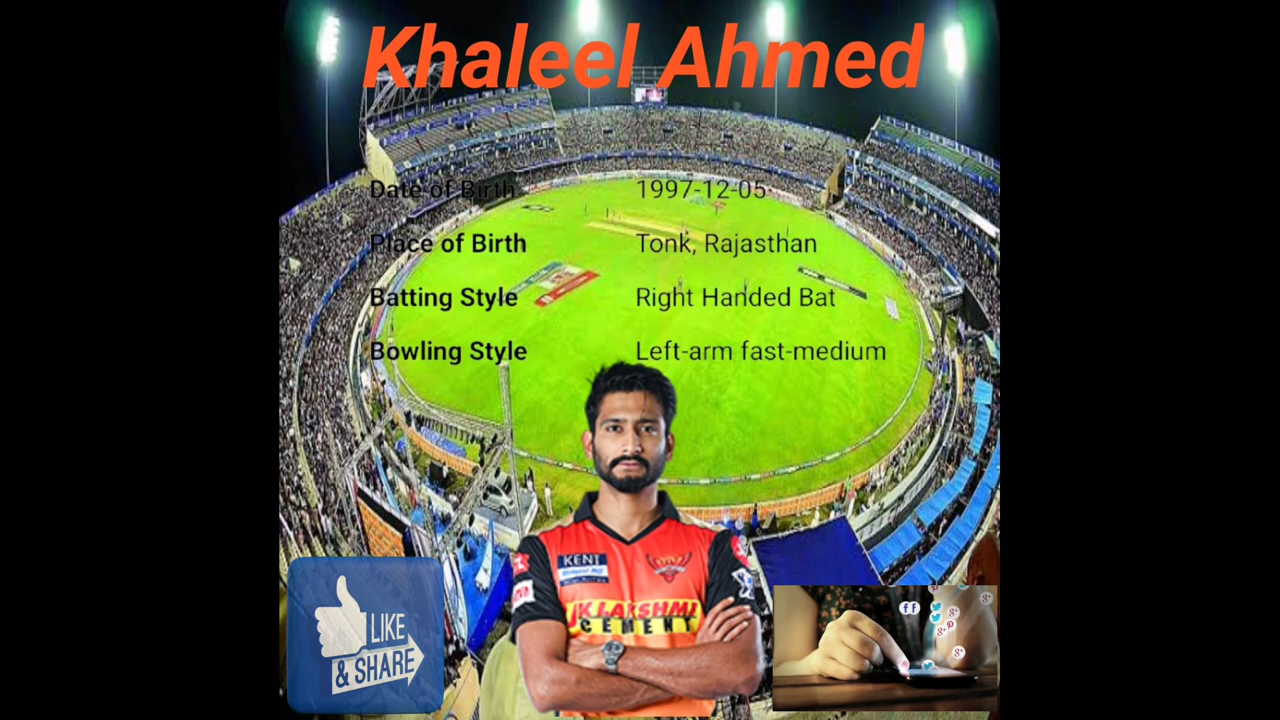 Khaleel Ahmed
Date of Birth 1997-12-05
Place of Birth Tonk, Rajasthan
Batting Style Right Handed Bat
Bowling Style Left-arm fast-medium
KENT
JK LAKSHMI
CEMENT
LIKE
& SHARE